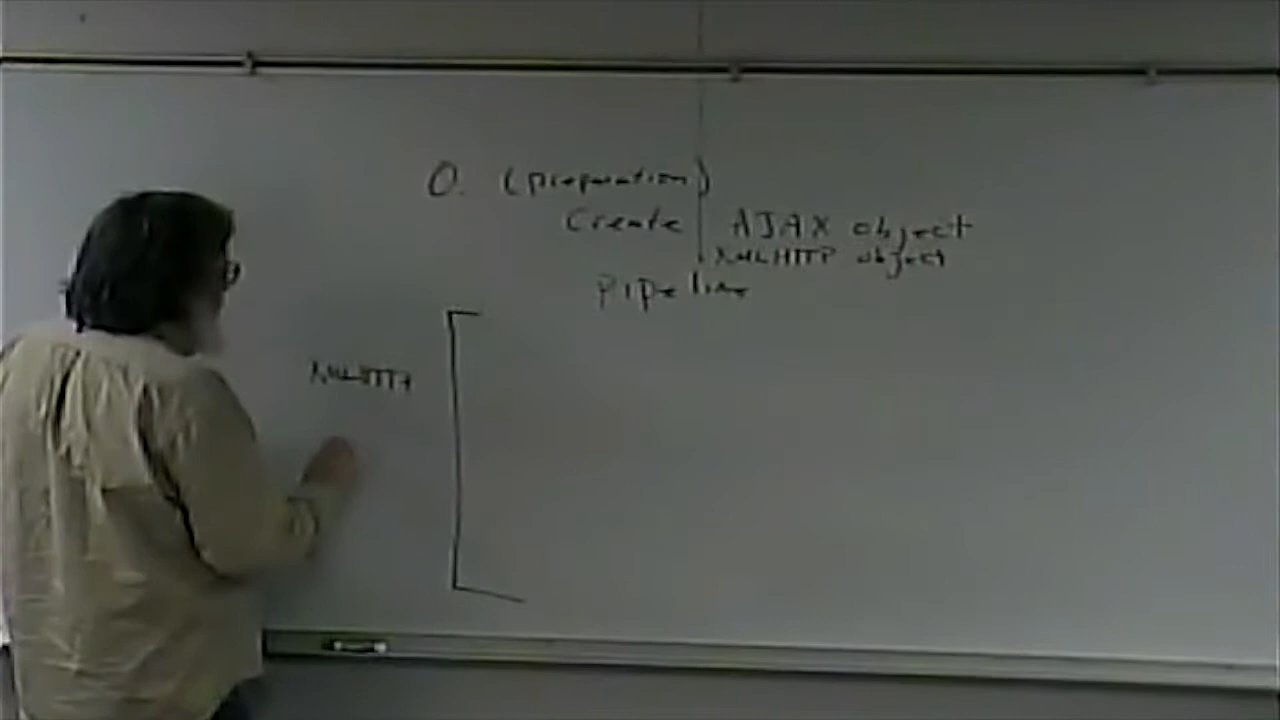 0. (preparation)
Create AJAX object
XMLHTTP object
Pipeline
XMLHTTP